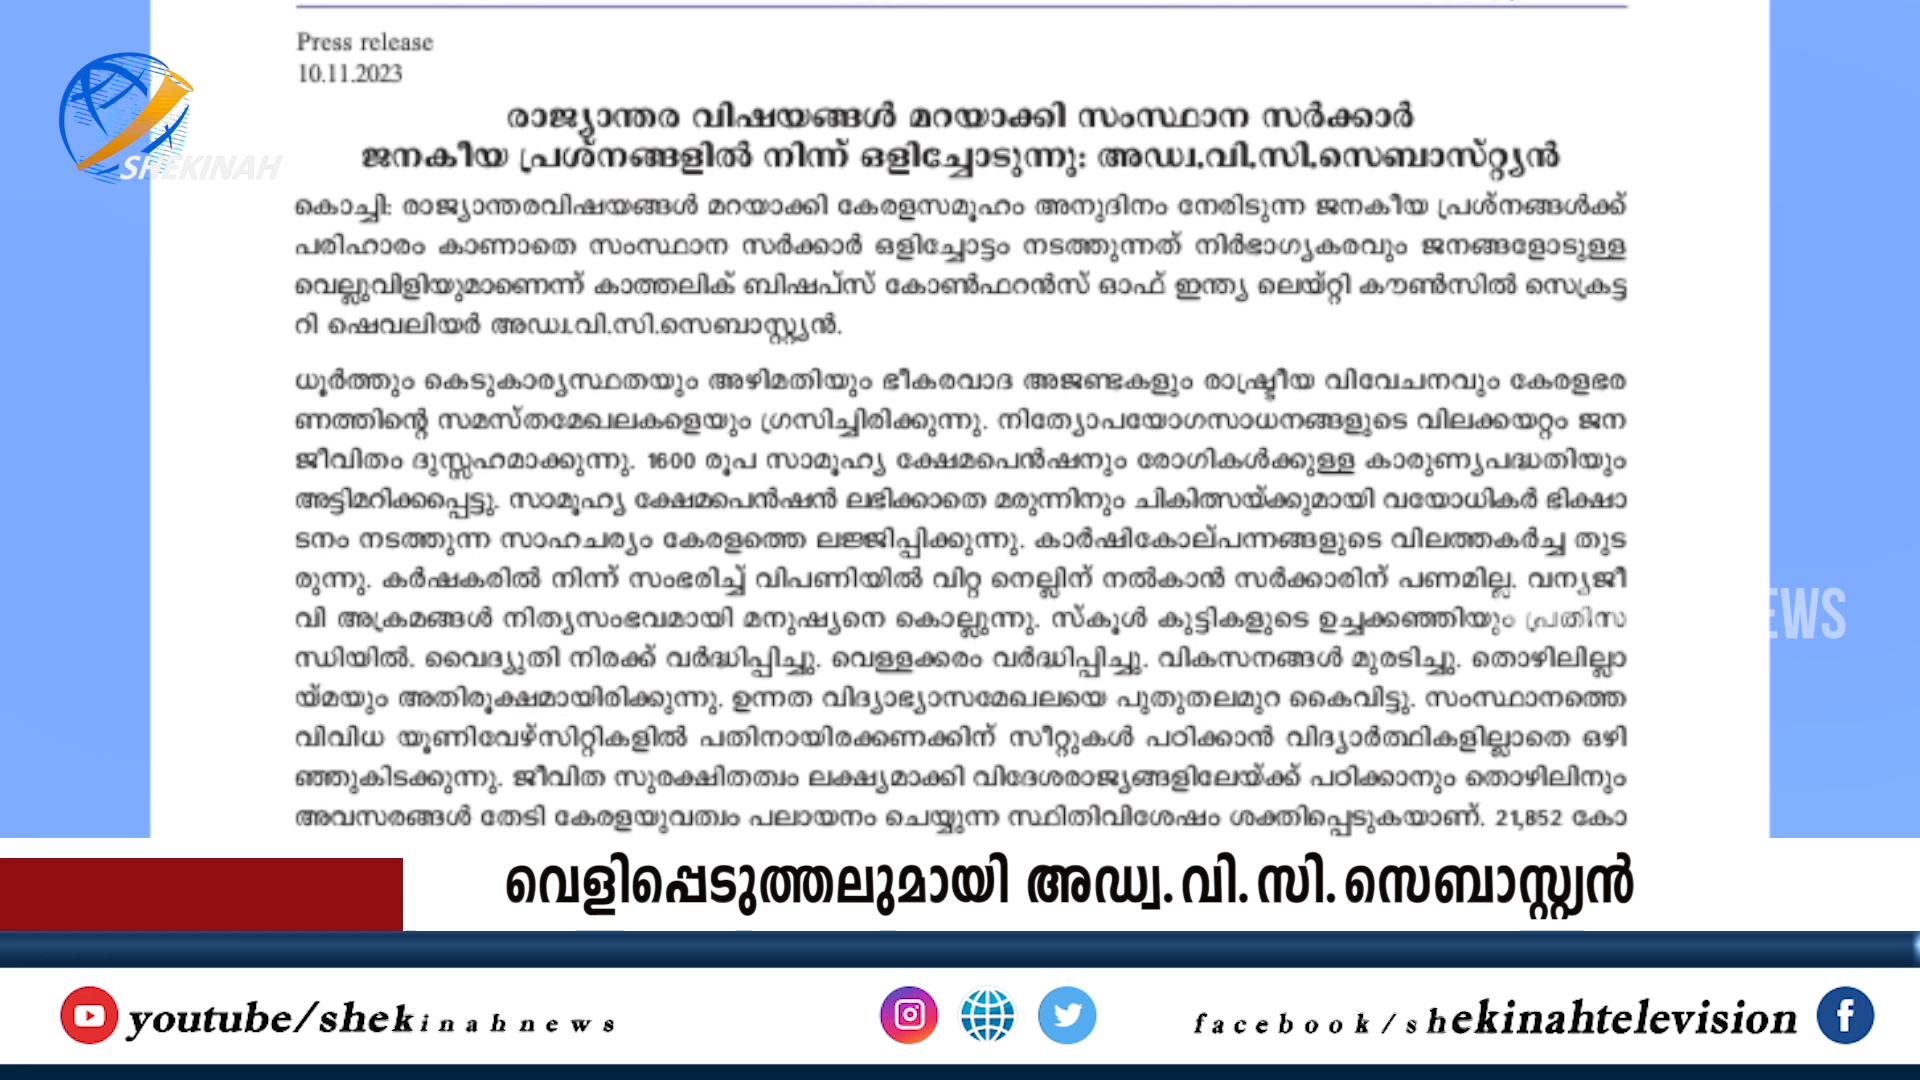 Press release
10.11.2023
SHEKINAH
രാജ്യാന്തര വിഷയങ്ങൾ മറയാക്കി സംസ്ഥാന സർക്കാർ
ജനകീയ പ്രശ്നങ്ങളിൽ നിന്ന് ഒളിച്ചോടുന്നു: അഡ്വ.വി.സി.സെബാസ്റ്റ്യൻ
കൊച്ചി: രാജ്യാന്തരവിഷയങ്ങൾ മറയാക്കി കേരളസമൂഹം അനുദിനം നേരിടുന്ന ജനകീയ പ്രശ്നങ്ങൾക്ക്
പരിഹാരം കാണാതെ സംസ്ഥാന സർക്കാർ ഒളിച്ചോട്ടം നടത്തുന്നത് നിർഭാഗ്യകരവും ജനങ്ങളോടുള്ള
വെല്ലുവിളിയുമാണെന്ന് കാത്തലിക് ബിഷപ്സ് കോൺഫറൻസ് ഓഫ് ഇന്ത്യ ലെയ്റ്റി കൗൺസിൽ സെക്രട്ട
റി ഷെവലിയർ അഡ്വ.വി.സി.സെബാസ്റ്റ്യൻ.
ധൂർത്തും കെടുകാര്യസ്ഥതയും അഴിമതിയും ഭീകരവാദ അജണ്ടകളും രാഷ്ട്രീയ വിവേചനവും കേരളഭര
ണത്തിന്റെ സമസ്തമേഖലകളെയും ഗ്രസിച്ചിരിക്കുന്നു. നിത്യോപയോഗസാധനങ്ങളുടെ വിലക്കയറ്റം ജന
ജീവിതം ദുസ്സഹമാക്കുന്നു. 1600 രൂപ സാമൂഹ്യ ക്ഷേമപെൻഷനും രോഗികൾക്കുള്ള കാരുണ്യപദ്ധതിയും
അട്ടിമറിക്കപ്പെട്ടു. സാമൂഹ്യ ക്ഷേമപെൻഷൻ ലഭിക്കാതെ മരുന്നിനും ചികിത്സയ്ക്കുമായി വയോധികർ ഭിക്ഷാ
ടനം നടത്തുന്ന സാഹചര്യം കേരളത്തെ ലജ്ജിപ്പിക്കുന്നു. കാർഷികോല്പന്നങ്ങളുടെ വിലത്തകർച്ച തുട
രുന്നു. കർഷകരിൽ നിന്ന് സംഭരിച്ച് വിപണിയിൽ വിറ്റ നെല്ലിന് നൽകാൻ സർക്കാരിന് പണമില്ല. വന്യജീ
വി അക്രമങ്ങൾ നിത്യസംഭവമായി മനുഷ്യനെ കൊല്ലുന്നു. സ്കൂൾ കുട്ടികളുടെ ഉച്ചക്കഞ്ഞിയും പ്രതിസ
ന്ധിയിൽ. വൈദ്യുതി നിരക്ക് വർദ്ധിപ്പിച്ചു. വെള്ളക്കരം വർദ്ധിപ്പിച്ചു. വികസനങ്ങൾ മുരടിച്ചു. തൊഴിലില്ലാ
യ്മയും അതിരൂക്ഷമായിരിക്കുന്നു. ഉന്നത വിദ്യാഭ്യാസമേഖലയെ പുതുതലമുറ കൈവിട്ടു. സംസ്ഥാനത്തെ
വിവിധ യൂണിവേഴ്സിറ്റികളിൽ പതിനായിരക്കണക്കിന് സീറ്റുകൾ പഠിക്കാൻ വിദ്യാർത്ഥികളില്ലാതെ ഒഴി
ഞ്ഞുകിടക്കുന്നു. ജീവിത സുരക്ഷിതത്വം ലക്ഷ്യമാക്കി വിദേശരാജ്യങ്ങളിലേയ്ക്ക് പഠിക്കാനും തൊഴിലിനും
അവസരങ്ങൾ തേടി കേരളയുവത്വം പലായനം ചെയ്യുന്ന സ്ഥിതിവിശേഷം ശക്തിപ്പെടുകയാണ്. 21,852 കോ
EWS
വെളിപ്പെടുത്തലുമായി അഡ്വ.വി.സി.സെബാസ്റ്റ്യൻ
youtube/shekinahnews
facebook/shekinahtelevision